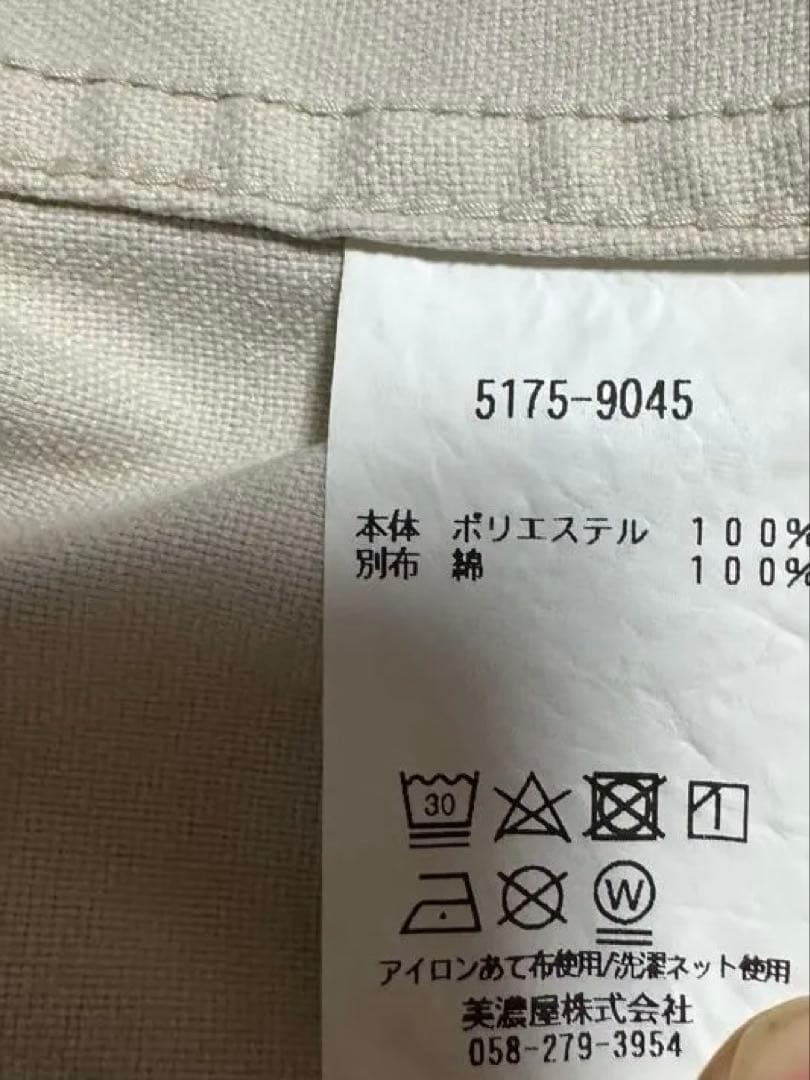 5175-9045
本体 ポリエステル 100%
別布 綿 100%
30
W
アイロンあて布使用/洗濯ネット使用
美濃屋株式会社
058-279-3954